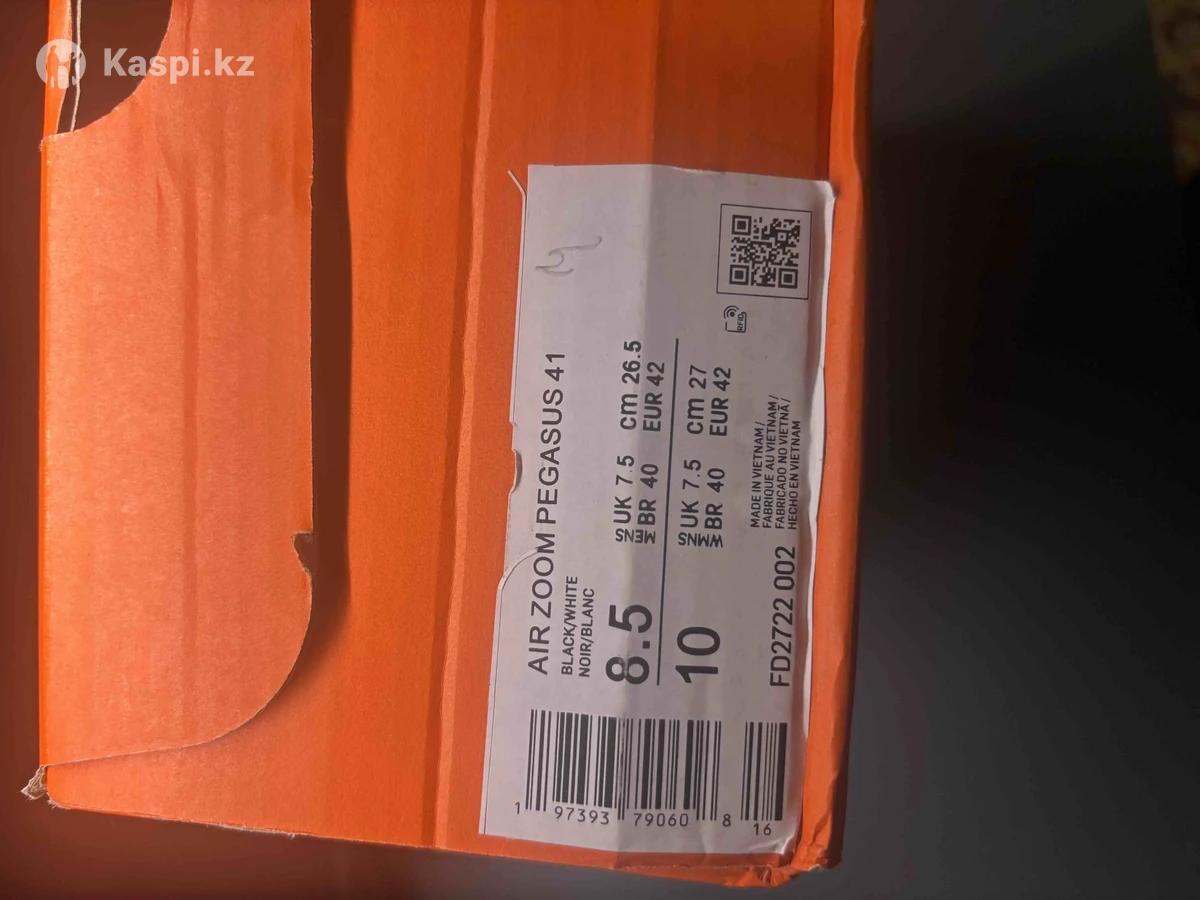 Kaspi.kz
AIR ZOOM PEGASUS 41
BLACK/WHITE
NOIR/BLANC
8.5 MENS UK 7.5 cm 26.5
BR 40 EUR 42
10 WMNS UK 7.5 cm 27
BR 40 EUR 42
RFID
FD2722 002
MADE IN VIETNAM/
FABRIQUE AU VIETNAM/
FABRICADO NO VIETNÃ/
HECHO EN VIETNAM
1 97393 79060 8 16